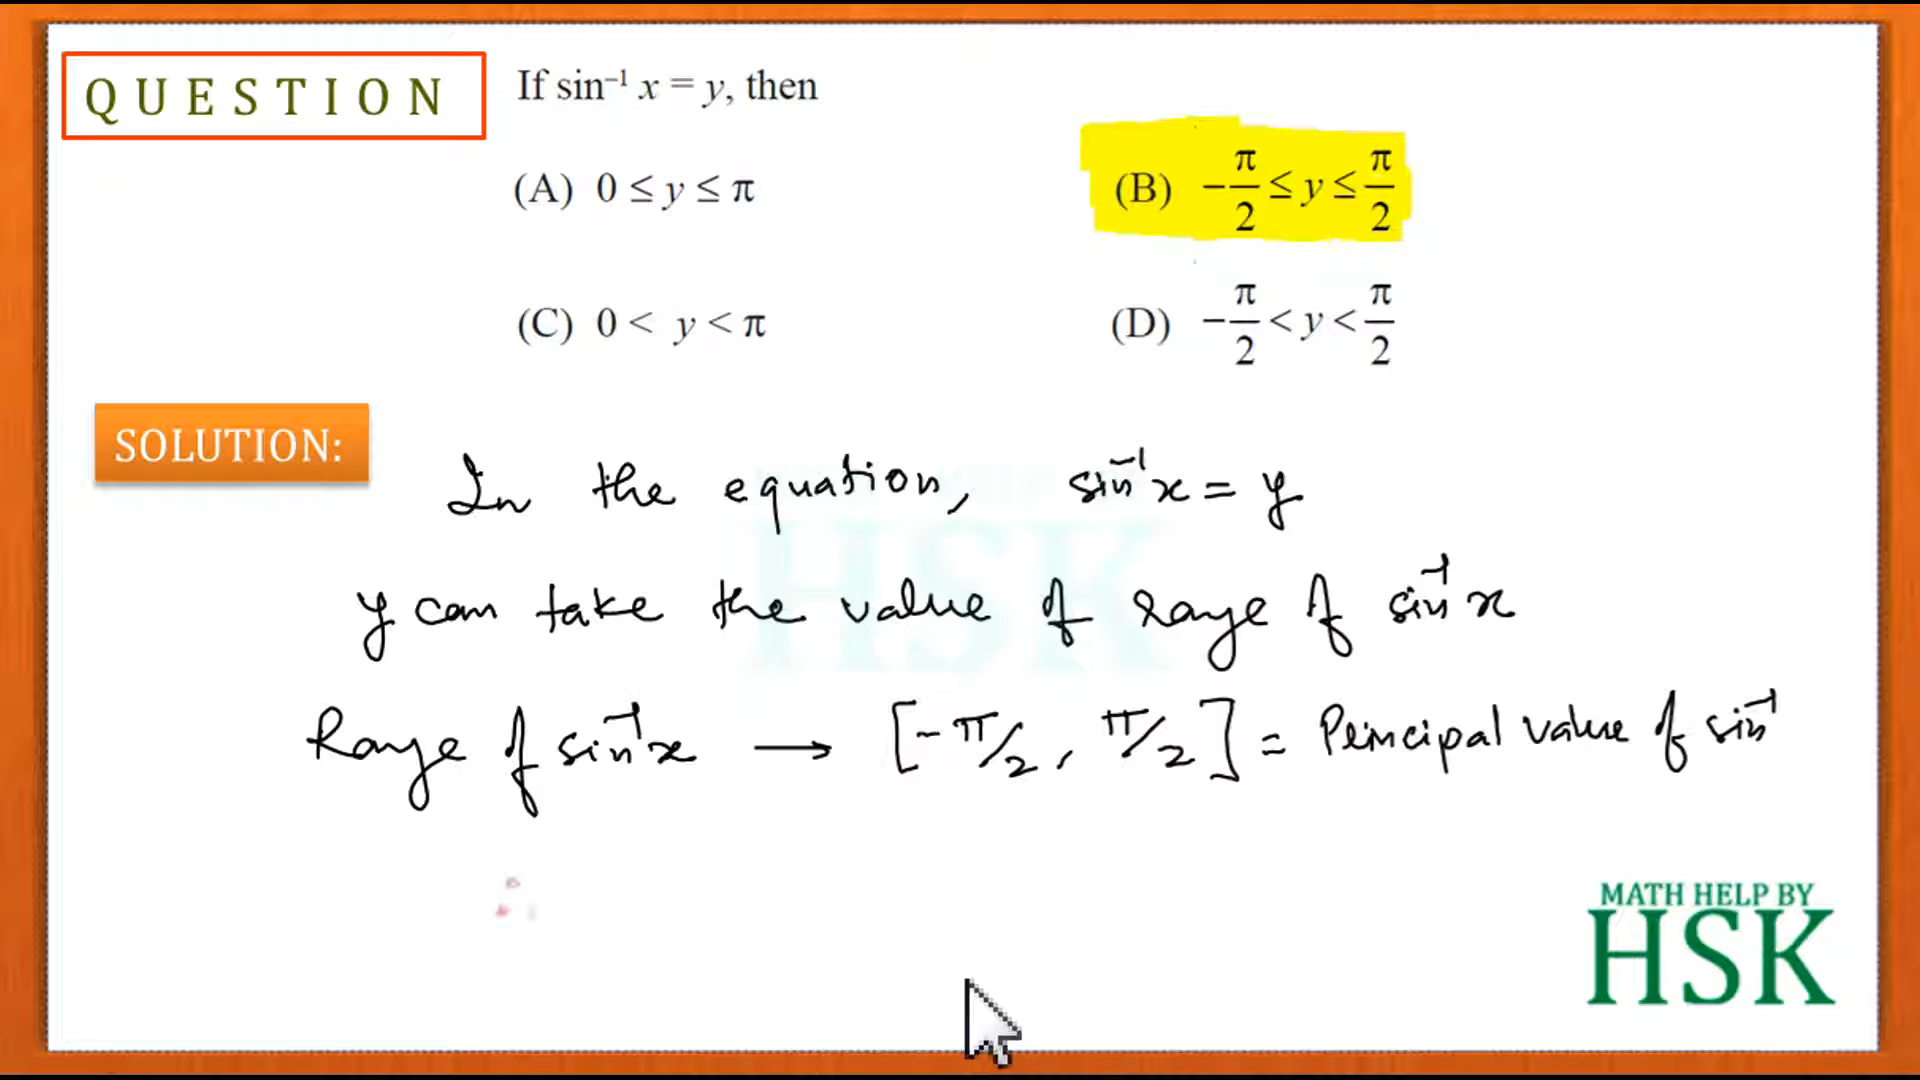 QUESTION
If sin⁻¹ x = y, then
(A) 0 ≤ y ≤ π
(B) −π/2 ≤ y ≤ π/2
(C) 0 < y < π
(D) −π/2 < y < π/2
SOLUTION:
In the equation, sin⁻¹x = y
y can take the value of range of sin⁻¹x
Range of sin⁻¹x → [-π/2, π/2] = Principal value of sin⁻¹
MATH HELP BY
HSK